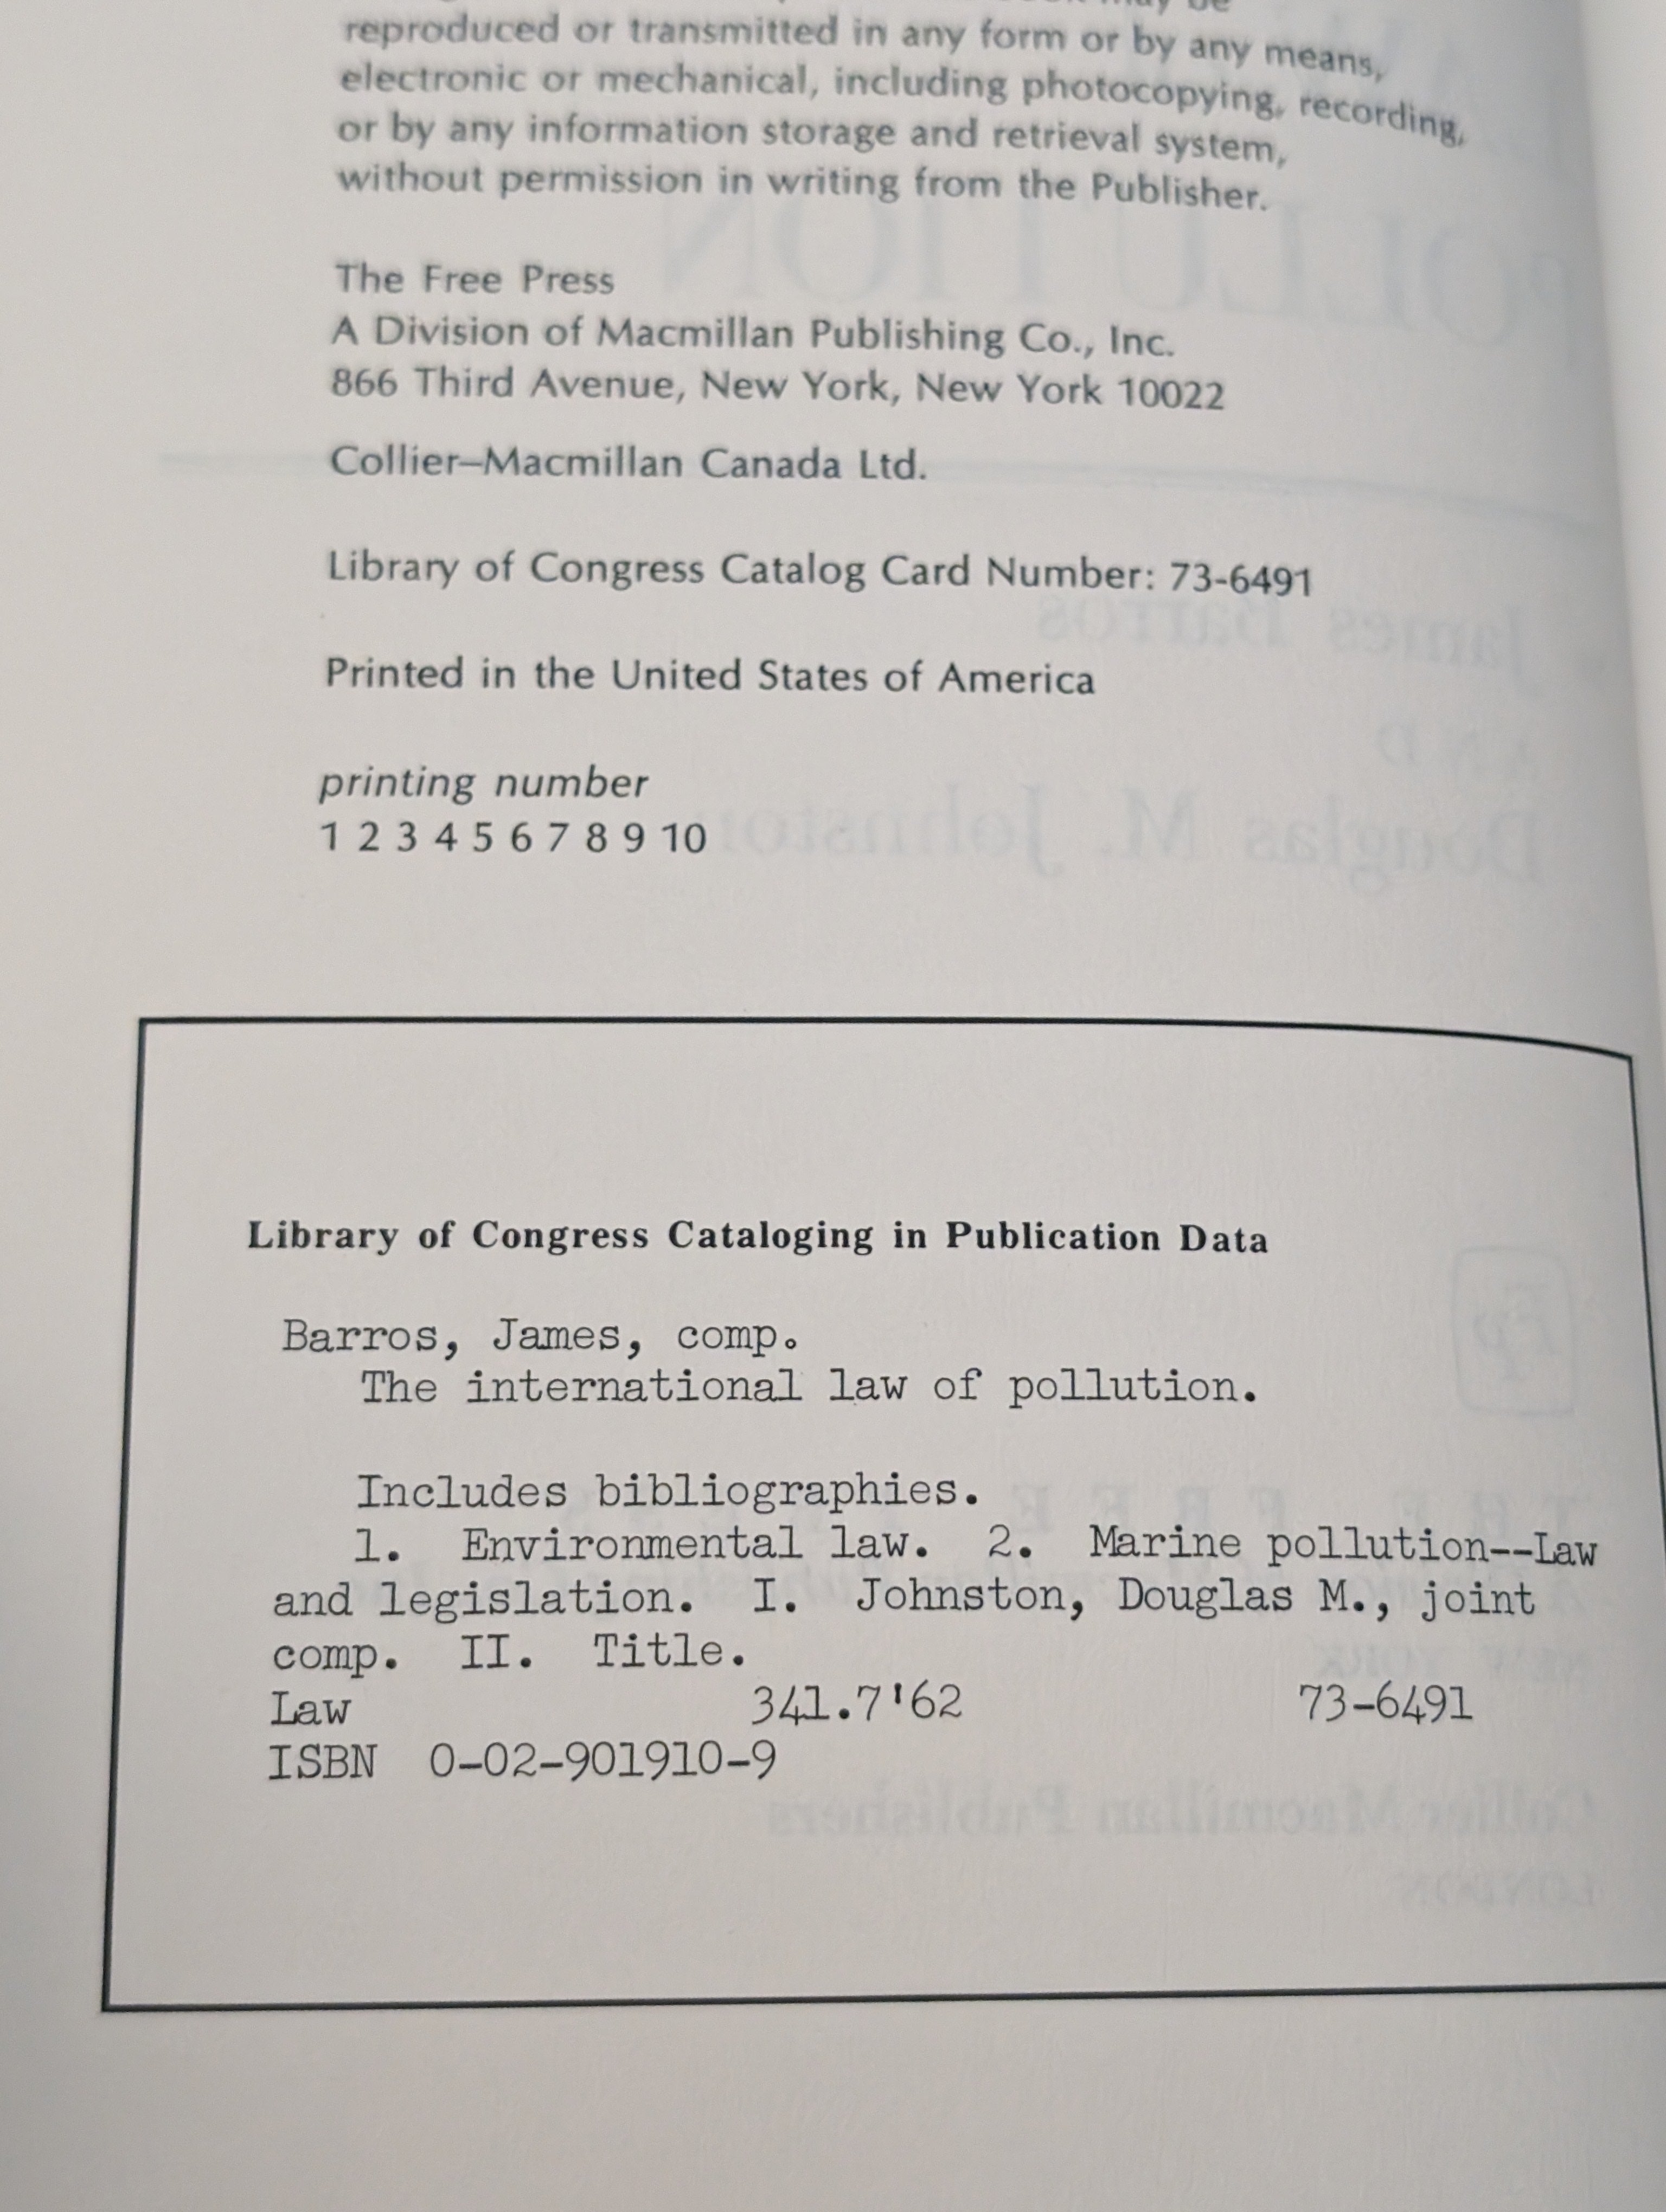 may be
reproduced or transmitted in any form or by any means,
electronic or mechanical, including photocopying, recording,
or by any information storage and retrieval system,
without permission in writing from the Publisher.
The Free Press
A Division of Macmillan Publishing Co., Inc.
866 Third Avenue, New York, New York 10022
Collier–Macmillan Canada Ltd.
Library of Congress Catalog Card Number: 73-6491
Printed in the United States of America
printing number
1 2 3 4 5 6 7 8 9 10
Library of Congress Cataloging in Publication Data
Barros, James, comp.
The international law of pollution.
Includes bibliographies.
1. Environmental law. 2. Marine pollution--Law
and legislation. I. Johnston, Douglas M., joint
comp. II. Title.
Law 341.7'62 73-6491
ISBN 0-02-901910-9